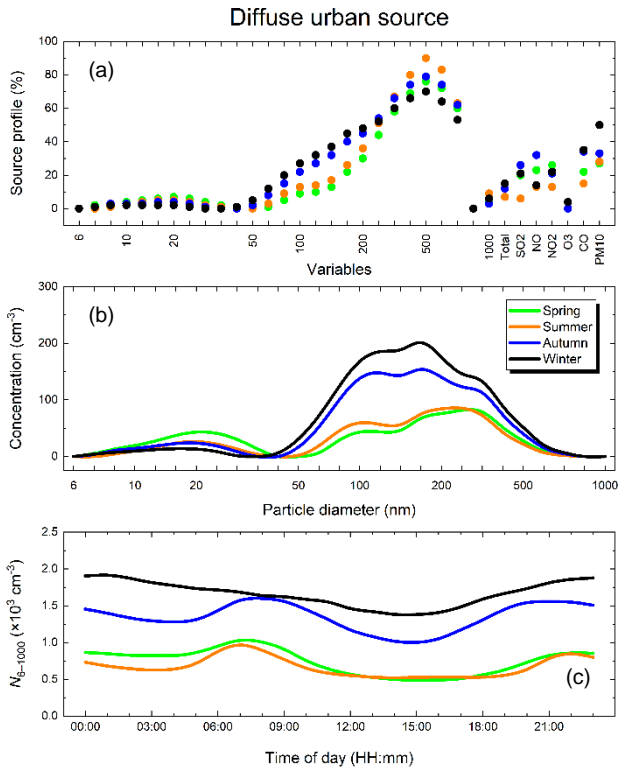 Diffuse urban source
(a)
Source profile (%)
100
80
60
40
20
0
6
10
20
50
100
200
500
1000
Total
SO2
NO
NO2
O3
CO
PM10
Variables
(b)
Concentration (cm⁻³)
300
200
100
0
Spring
Summer
Autumn
Winter
6
10
20
50
100
200
500
1000
Particle diameter (nm)
N₆₋₁₀₀₀ (×10³ cm⁻³)
2.5
2.0
1.5
1.0
0.5
0.0
(c)
00:00
03:00
06:00
09:00
12:00
15:00
18:00
21:00
Time of day (HH:mm)